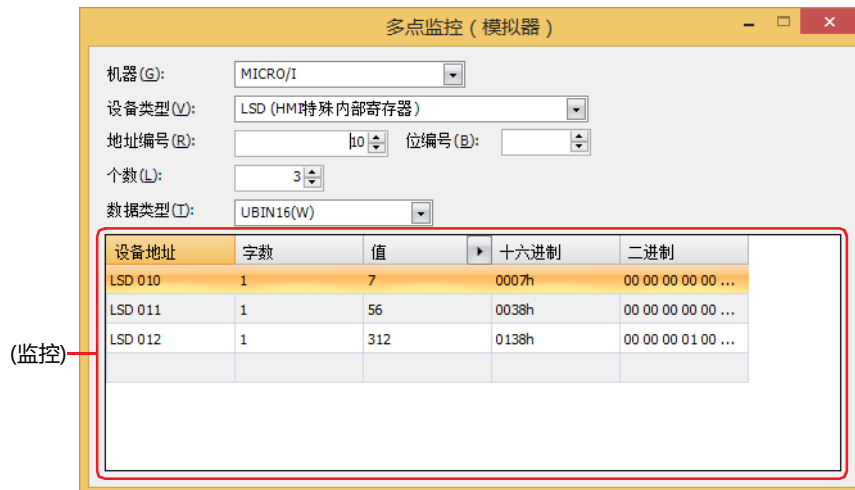 多点监控（模拟器）
机器(G): MICRO/I
设备类型(V): LSD (HMI特殊内部寄存器)
地址编号(R): 10 位编号(B):
个数(L): 3
数据类型(T): UBIN16(W)
设备地址 字数 值 十六进制 二进制
LSD 010 1 7 0007h 00 00 00 00 00 ...
LSD 011 1 56 0038h 00 00 00 00 00 ...
(监控)
LSD 012 1 312 0138h 00 00 00 01 00 ...